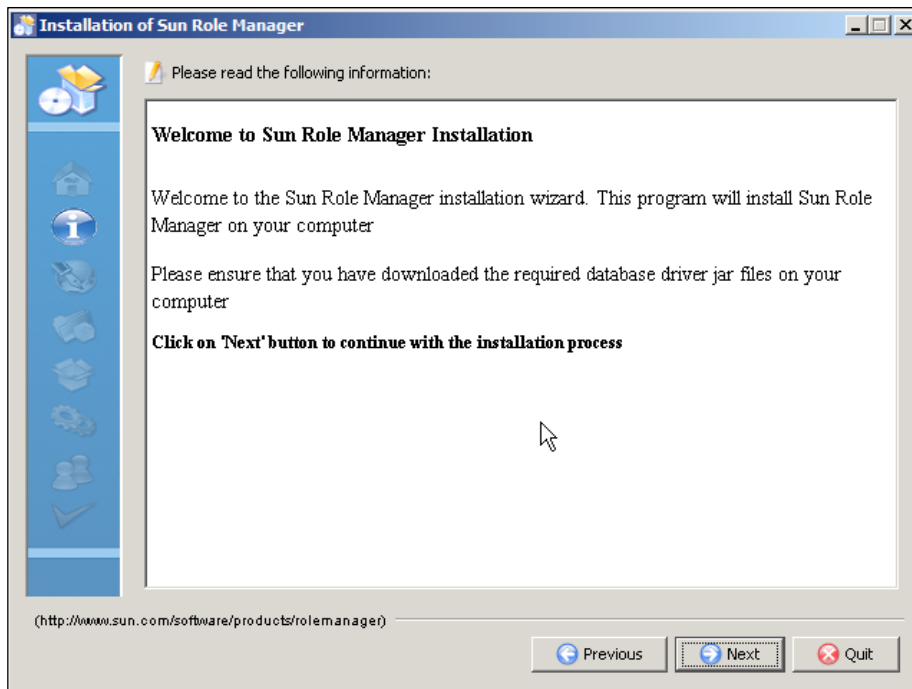 Installation of Sun Role Manager
Please read the following information:
Welcome to Sun Role Manager Installation
Welcome to the Sun Role Manager installation wizard. This program will install Sun Role
Manager on your computer
Please ensure that you have downloaded the required database driver jar files on your
computer
Click on 'Next' button to continue with the installation process
(http://www.sun.com/software/products/rolemanager)
Previous
Next
Quit